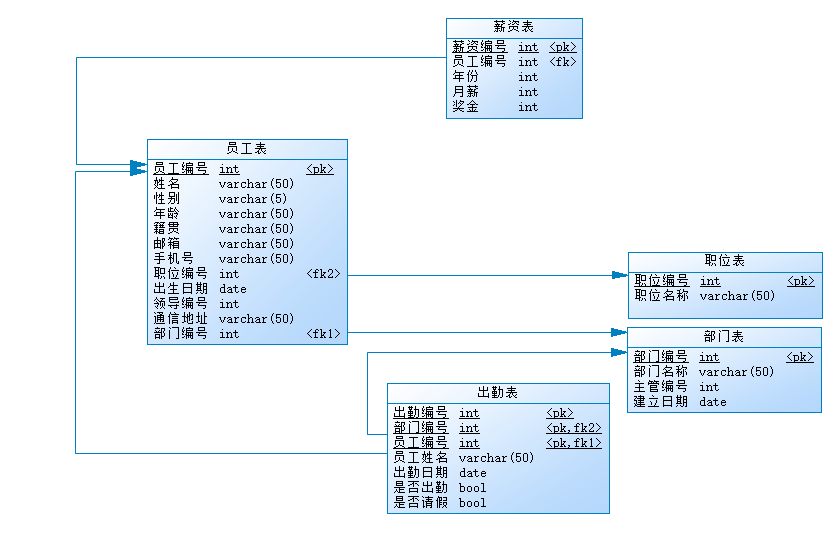 薪资表
薪资编号 int <pk>
员工编号 int <fk>
年份 int
月薪 int
奖金 int
员工表
员工编号 int <pk>
姓名 varchar(50)
性别 varchar(5)
年龄 varchar(50)
籍贯 varchar(50)
邮箱 varchar(50)
手机号 varchar(50)
职位编号 int <fk2>
出生日期 date
领导编号 int
通信地址 varchar(50)
部门编号 int <fk1>
职位表
职位编号 int <pk>
职位名称 varchar(50)
部门表
部门编号 int <pk>
部门名称 varchar(50)
主管编号 int
建立日期 date
出勤表
出勤编号 int <pk>
部门编号 int <pk,fk2>
员工编号 int <pk,fk1>
员工姓名 varchar(50)
出勤日期 date
是否出勤 bool
是否请假 bool